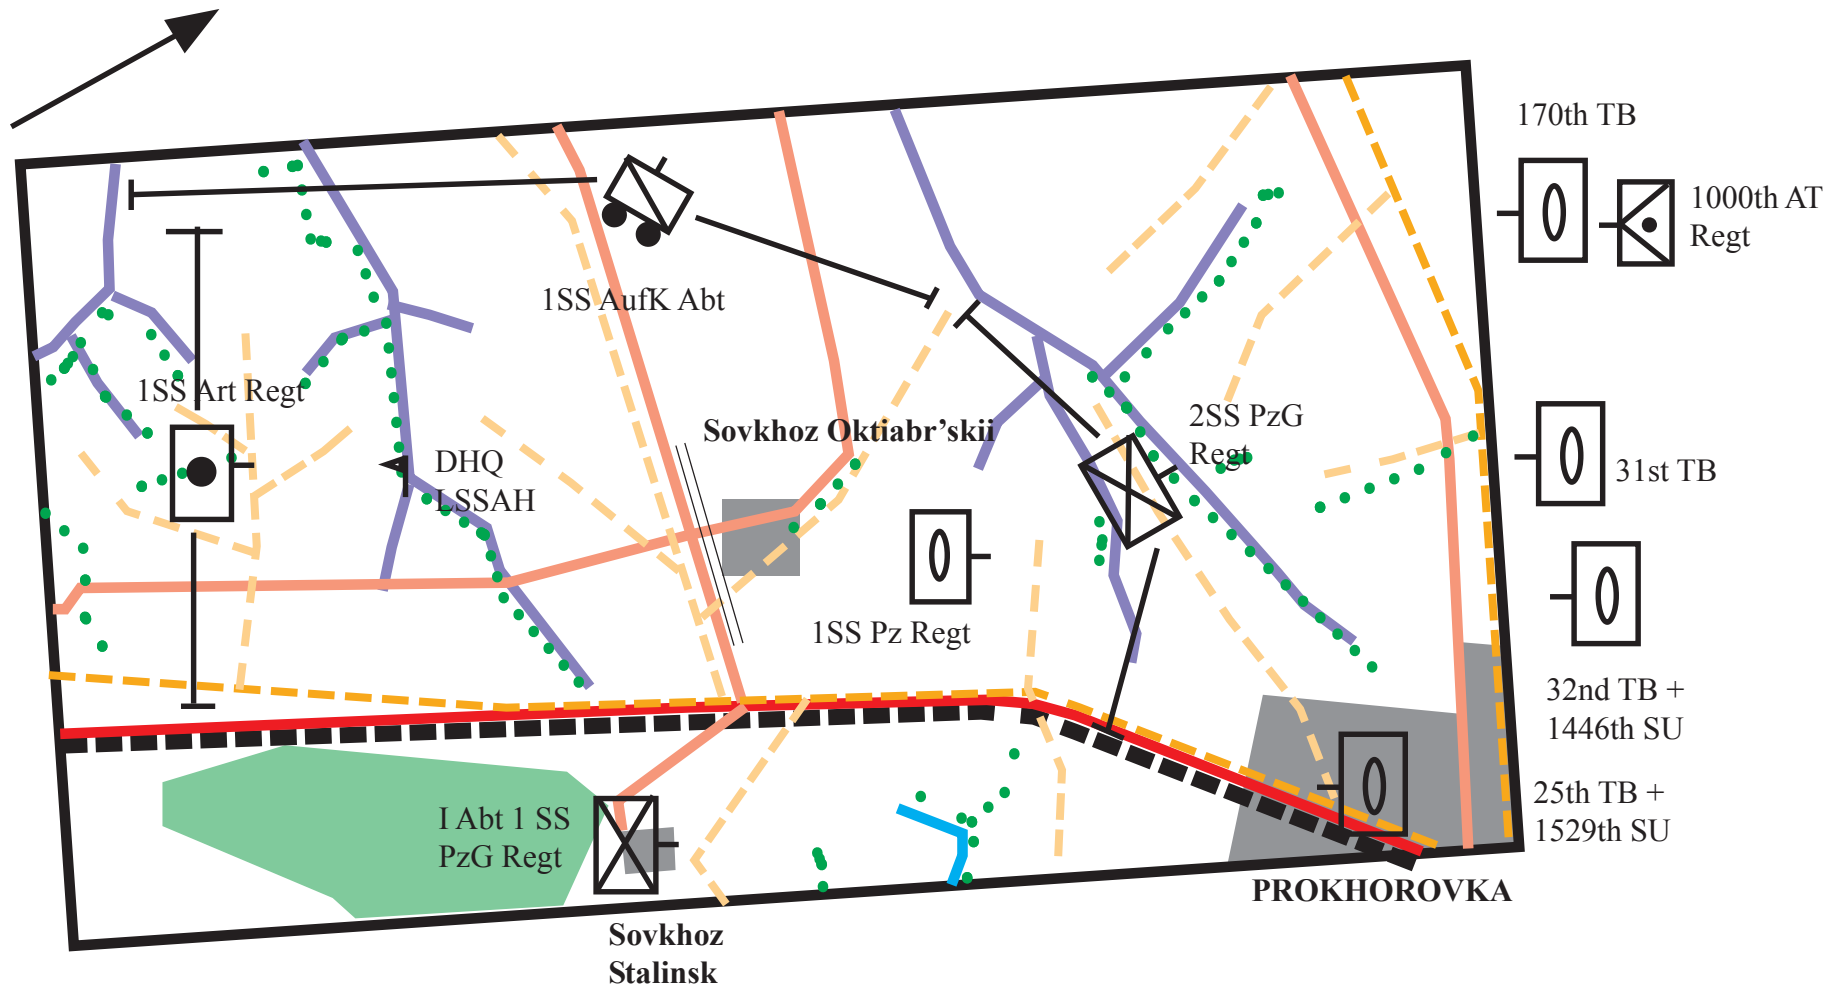 170th TB
1000th AT
Regt
1SS AufK Abt
1SS Art Regt
2SS PzG
Regt
Sovkhoz Oktiabr’skii
DHQ
LSSAH
31st TB
1SS Pz Regt
32nd TB +
1446th SU
I Abt 1 SS
PzG Regt
25th TB +
1529th SU
PROKHOROVKA
Sovkhoz
Stalinsk